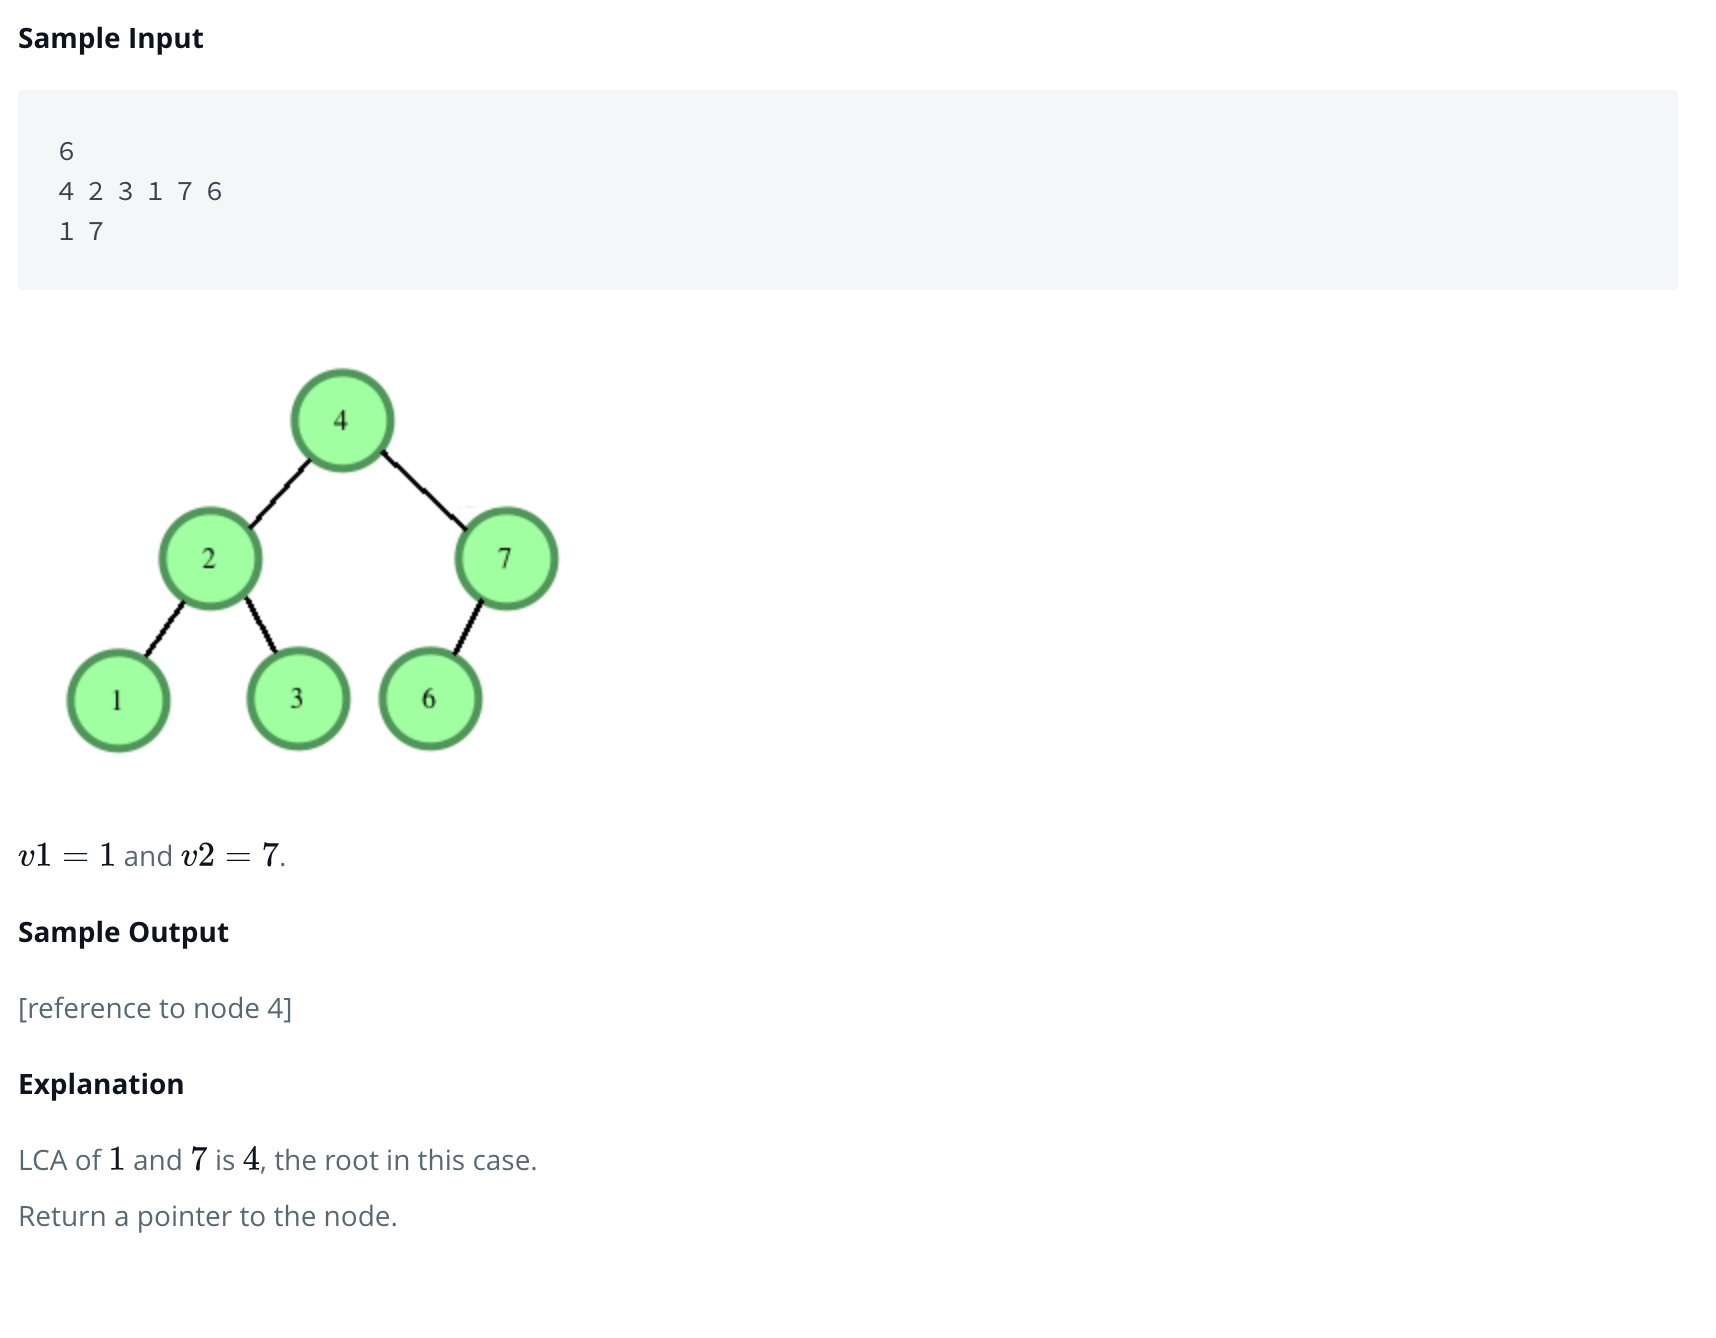 Sample Input
6
4 2 3 1 7 6
1 7
4
2 7
1 3 6
v1 = 1 and v2 = 7.
Sample Output
[reference to node 4]
Explanation
LCA of 1 and 7 is 4, the root in this case.
Return a pointer to the node.